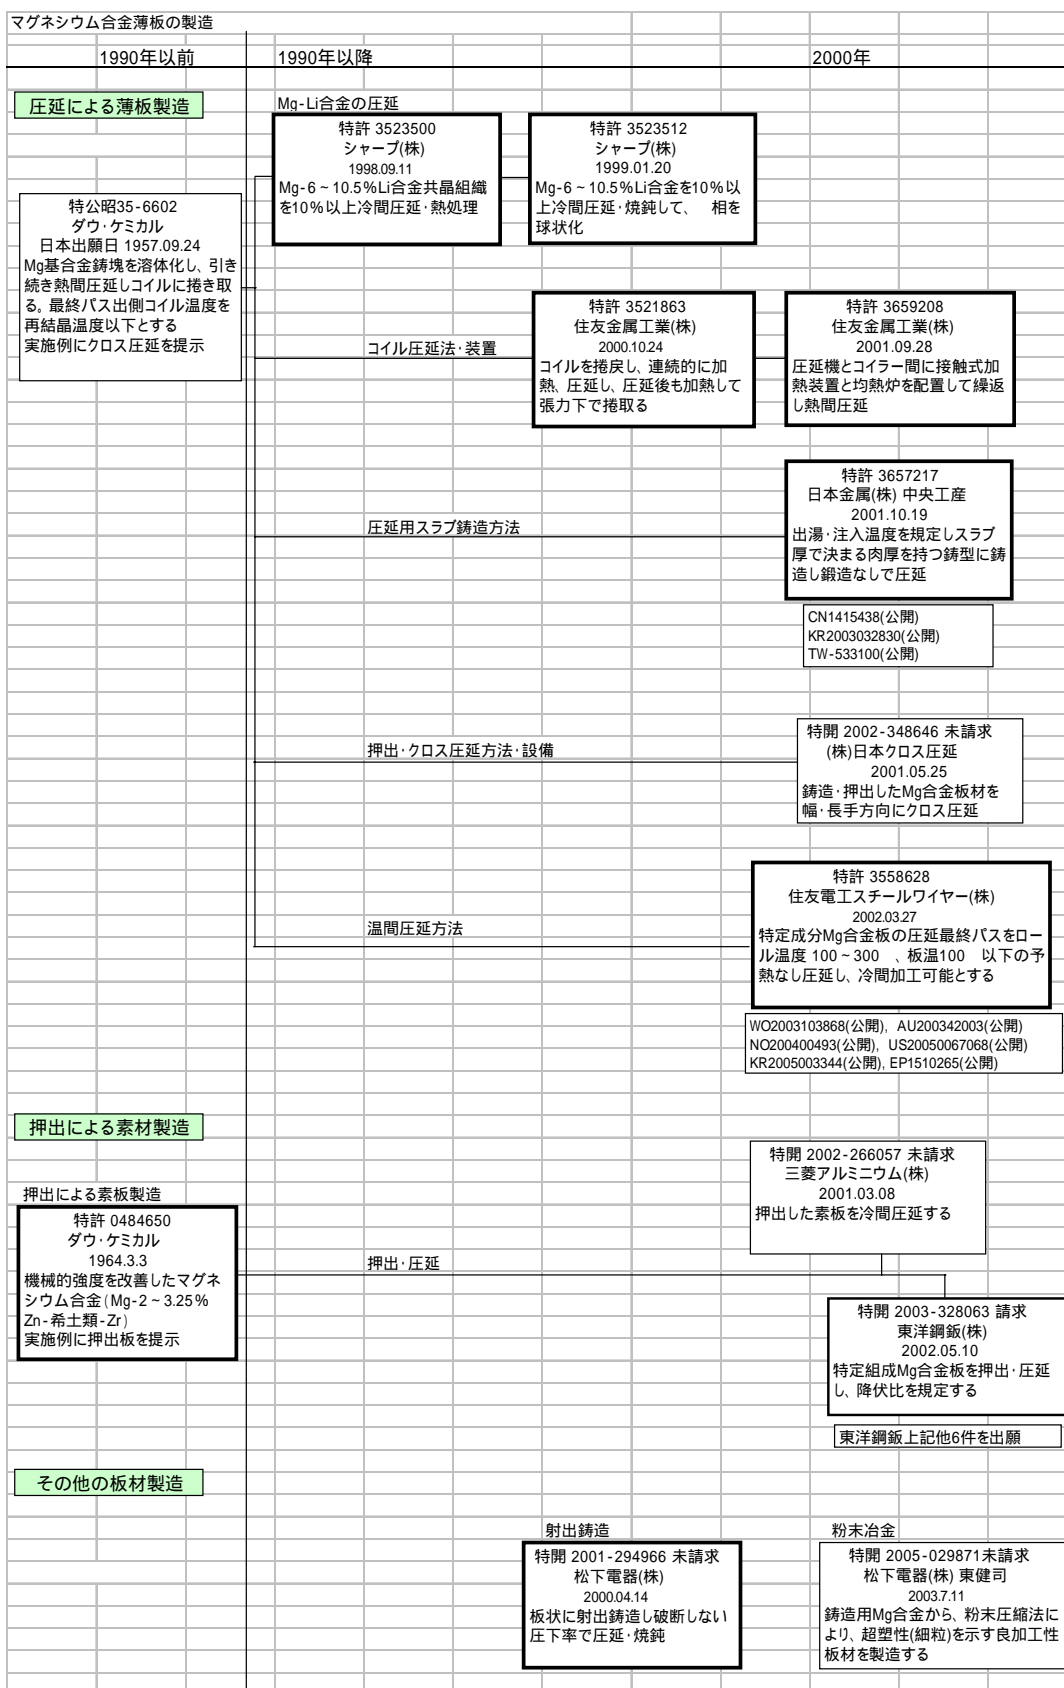 マグネシウム合金薄板の製造
1990年以前
1990年以降
2000年
圧延による薄板製造
Mg-Li合金の圧延
特許 3523500
シャープ(株)
1998.09.11
Mg-6~10.5%Li合金共晶組織
を10%以上冷間圧延·熱処理
特許 3523512
シャープ(株)
1999.01.20
Mg-6~10.5%Li合金を10%以
上冷間圧延·焼鈍して、 相を
球状化
特公昭35-6602
ダウ·ケミカル
日本出願日 1957.09.24
Mg基合金鋳塊を溶体化し、引き
続き熱間圧延しコイルに捲き取
る。最終パス出側コイル温度を
再結晶温度以下とする
実施例にクロス圧延を提示
コイル圧延法·装置
特許 3521863
住友金属工業(株)
2000.10.24
コイルを捲戻し、連続的に加
熱、圧延し、圧延後も加熱して
張力下で捲取る
特許 3659208
住友金属工業(株)
2001.09.28
圧延機とコイラー間に接触式加
熱装置と均熱炉を配置して繰返
し熱間圧延
圧延用スラブ鋳造方法
特許 3657217
日本金属(株) 中央工産
2001.10.19
出湯·注入温度を規定しスラブ
厚で決まる肉厚を持つ鋳型に鋳
造し鍛造なしで圧延
CN1415438(公開)
KR2003032830(公開)
TW-533100(公開)
押出·クロス圧延方法·設備
特開 2002-348646 未請求
(株)日本クロス圧延
2001.05.25
鋳造·押出したMg合金板材を
幅·長手方向にクロス圧延
温間圧延方法
特許 3558628
住友電工スチールワイヤー(株)
2002.03.27
特定成分Mg合金板の圧延最終パスをロー
ル温度 100~300 、板温100 以下の予
熱なし圧延し、冷間加工可能とする
WO2003103868(公開), AU200342003(公開)
NO200400493(公開), US20050067068(公開)
KR2005003344(公開), EP1510265(公開)
押出による素材製造
特開 2002-266057 未請求
三菱アルミニウム(株)
2001.03.08
押出した素板を冷間圧延する
押出による素板製造
特許 0484650
ダウ·ケミカル
1964.3.3
機械的強度を改善したマグネ
シウム合金(Mg-2~3.25%
Zn-希土類-Zr)
実施例に押出板を提示
押出·圧延
特開 2003-328063 請求
東洋鋼鈑(株)
2002.05.10
特定組成Mg合金板を押出·圧延
し、降伏比を規定する
東洋鋼鈑上記他6件を出願
その他の板材製造
射出鋳造
特開 2001-294966 未請求
松下電器(株)
2000.04.14
板状に射出鋳造し破断しない
圧下率で圧延·焼鈍
粉末冶金
特開 2005-029871未請求
松下電器(株) 東健司
2003.7.11
鋳造用Mg合金から、粉末圧縮法に
より、超塑性(細粒)を示す良加工性
板材を製造する